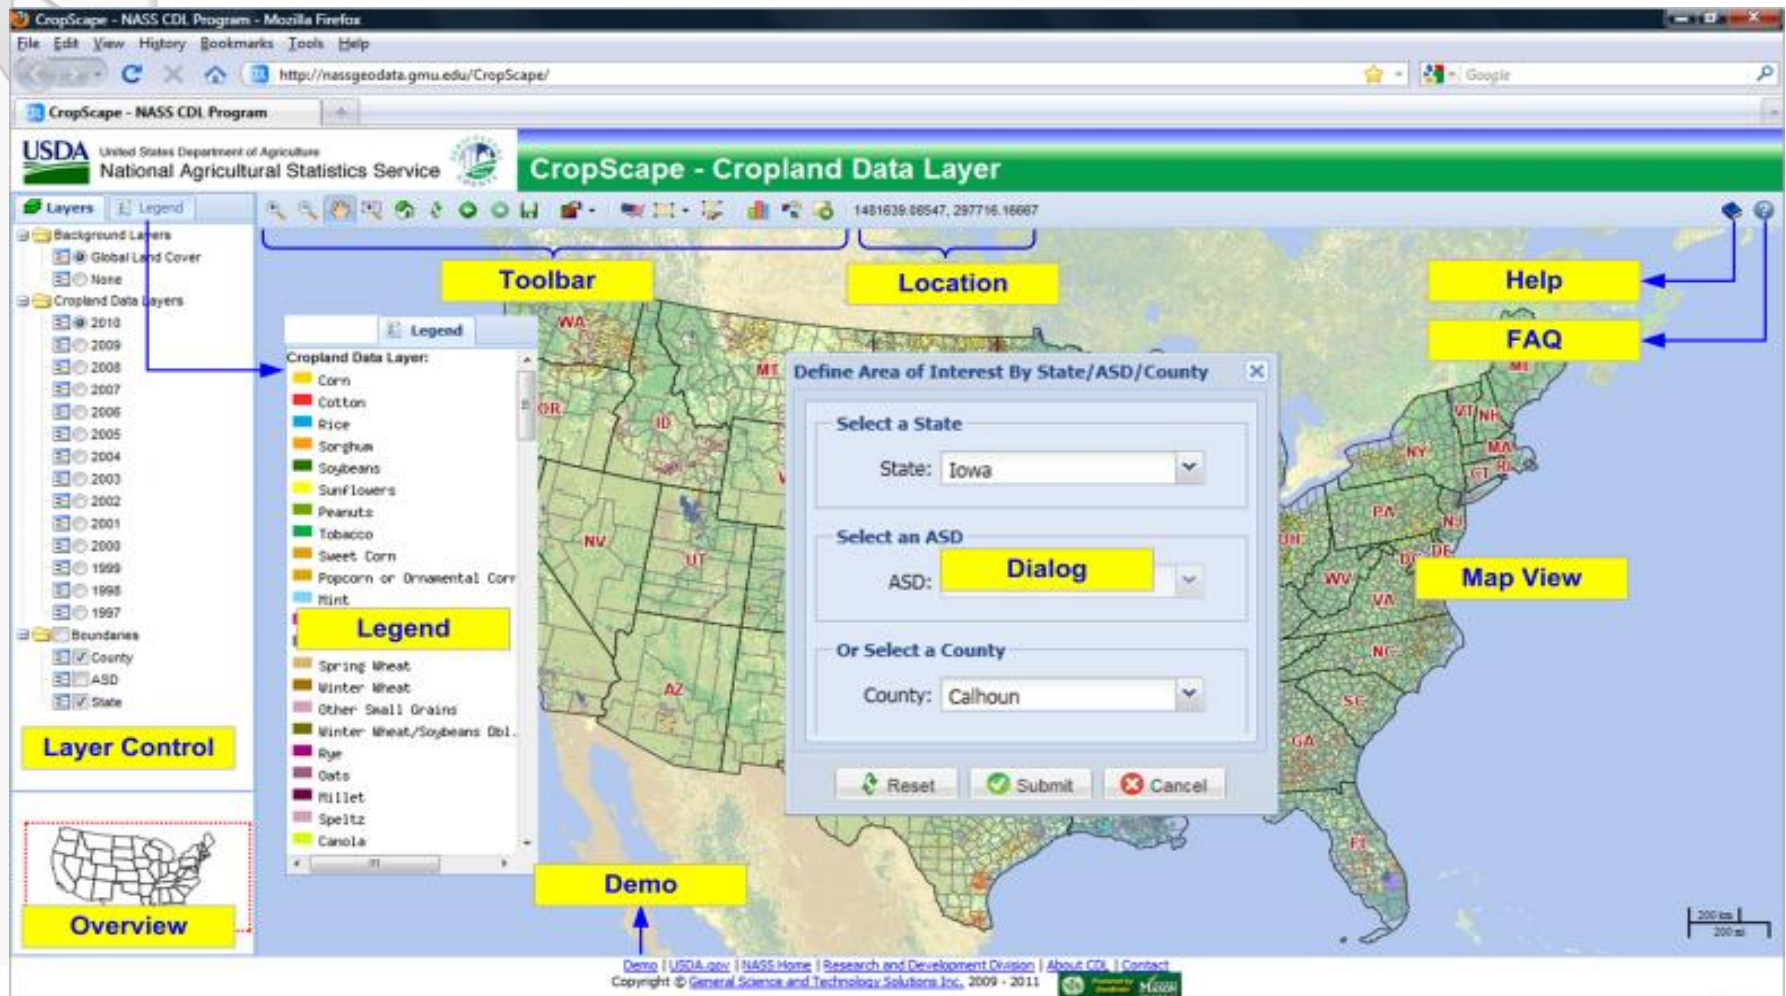 CropScape - NASS CDL Program - Mozilla Firefox
File Edit View History Bookmarks Tools Help
http://nassgeodata.gmu.edu/CropScape/
Google
CropScape - NASS CDL Program
USDA United States Department of Agriculture
National Agricultural Statistics Service
CropScape - Cropland Data Layer
Layers Legend
1481639.86547, 297716.16667
Toolbar
Location
Help
FAQ
Background Layers
Global Land Cover
None
Cropland Data Layers
2010
2009
2008
2007
2006
2005
2004
2003
2002
2001
2000
1999
1998
1997
Boundaries
County
ASD
State
Layer Control
Overview
Legend
Cropland Data Layer:
Corn
Cotton
Rice
Sorghum
Soybeans
Sunflowers
Peanuts
Tobacco
Sweet Corn
Popcorn or Ornamental Corn
Mint
Legend
Spring Wheat
Winter Wheat
Other Small Grains
Winter Wheat/Soybeans Dbl.
Rye
Oats
Millet
Speltz
Canola
WA
MT
OR
ID
NV
UT
AZ
ME
VT
NH
NY
MA
CT
RI
PA
NJ
OH
DC
DE
WV
VA
NC
SC
GA
FL
Map View
Define Area of Interest By State/ASD/County
Select a State
State: Iowa
Select an ASD
ASD:
Dialog
Or Select a County
County: Calhoun
Reset Submit Cancel
Demo
200 km
200 mi
Demo | USDA.gov | NASS Home | Research and Development Division | About CDL | Contact
Copyright © General Science and Technology Solutions Inc. 2009 - 2011
MASON